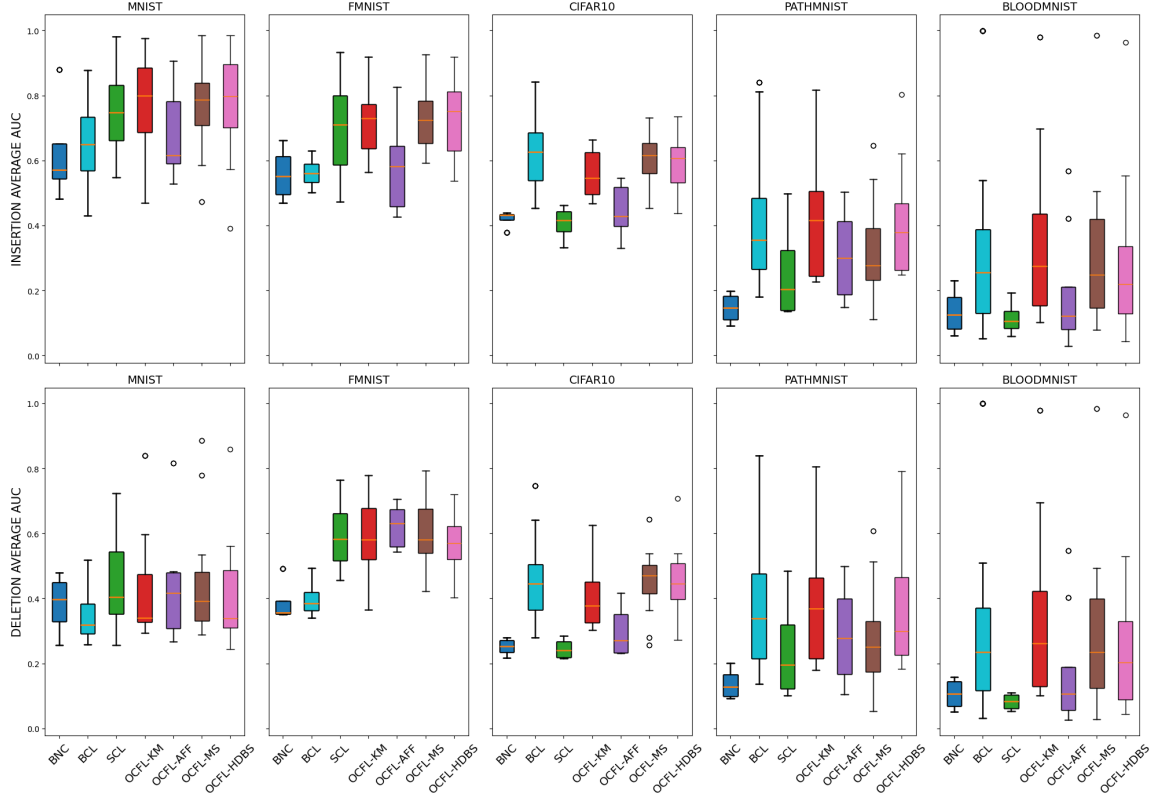 MNIST
FMNIST
CIFAR10
PATHMNIST
BLOODMNIST
INSERTION AVERAGE AUC
1.0
0.8
0.6
0.4
0.2
0.0
MNIST
FMNIST
CIFAR10
PATHMNIST
BLOODMNIST
DELETION AVERAGE AUC
1.0
0.8
0.6
0.4
0.2
0.0
BNC
BCL
SCL
OCFL-KM
OCFL-AFF
OCFL-MS
OCFL-HDBS
BNC
BCL
SCL
OCFL-KM
OCFL-AFF
OCFL-MS
OCFL-HDBS
BNC
BCL
SCL
OCFL-KM
OCFL-AFF
OCFL-MS
OCFL-HDBS
BNC
BCL
SCL
OCFL-KM
OCFL-AFF
OCFL-MS
OCFL-HDBS
BNC
BCL
SCL
OCFL-KM
OCFL-AFF
OCFL-MS
OCFL-HDBS